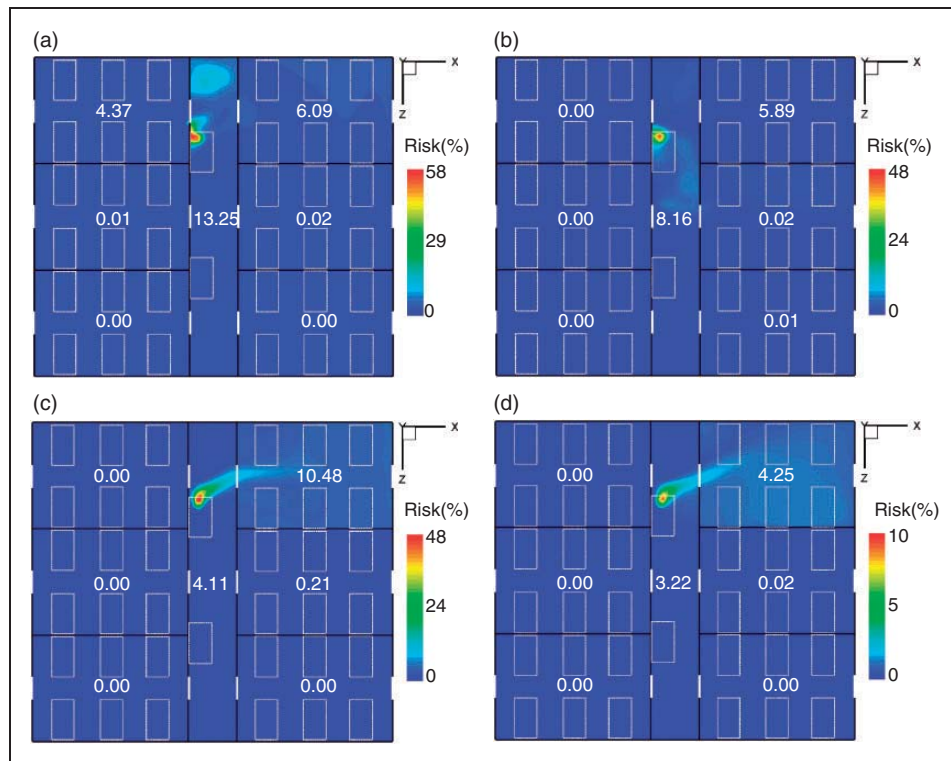 (a)
Y X
Z
4.37
6.09
Risk(%)
58
29
0
0.01
13.25
0.02
0.00
0.00
(b)
Y X
Z
0.00
5.89
Risk(%)
48
24
0
0.00
8.16
0.02
0.00
0.01
(c)
Y X
Z
0.00
10.48
Risk(%)
48
24
0
0.00
4.11
0.21
0.00
0.00
(d)
Y X
Z
0.00
4.25
Risk(%)
10
5
0
0.00
3.22
0.02
0.00
0.00